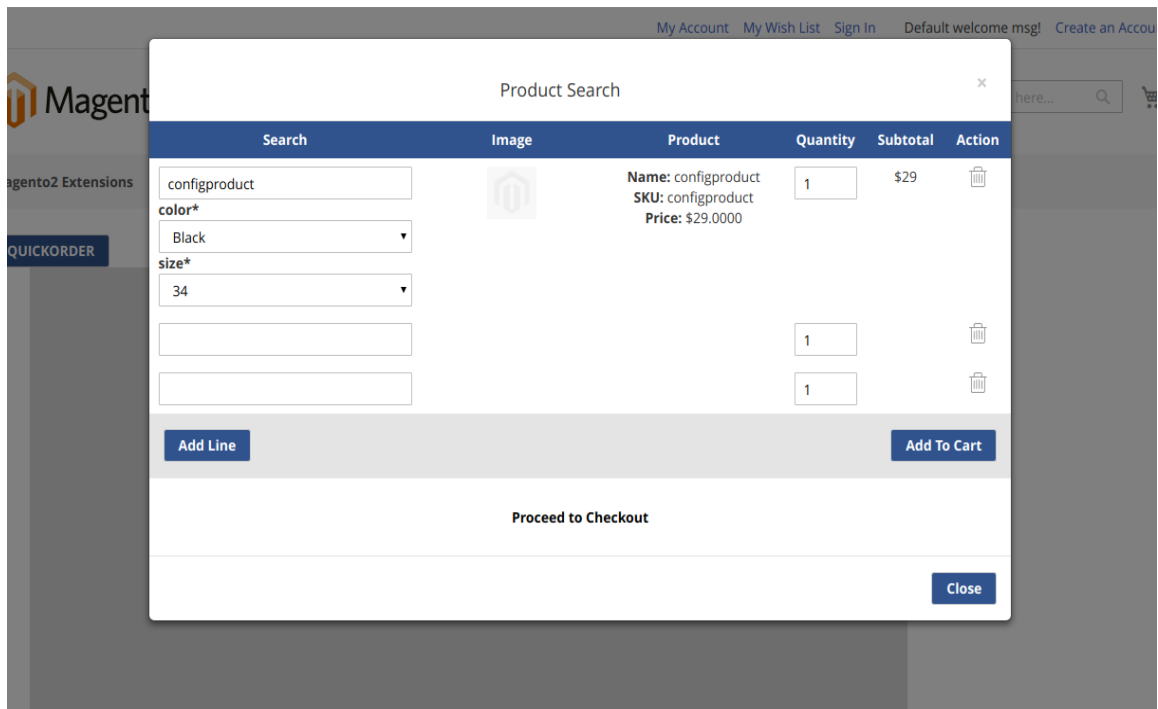 My Account My Wish List Sign In Default welcome msg! Create an Accou
Magent
Product Search
×
here...
Search Image Product Quantity Subtotal Action
agento2 Extensions
configproduct
Name: configproduct
SKU: configproduct
Price: $29.0000
1
$29
color*
Black
size*
34
QUICKORDER
1
1
Add Line
Add To Cart
Proceed to Checkout
Close